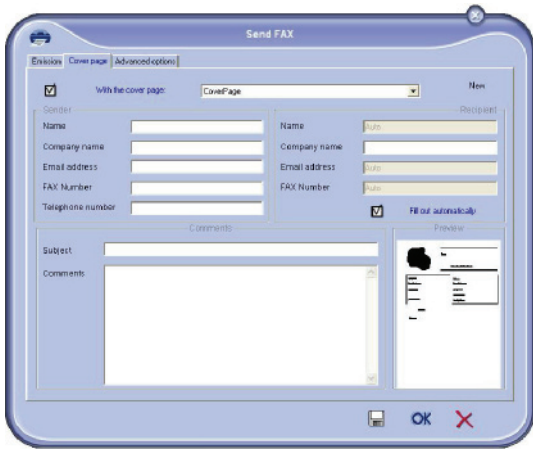 Send FAX
Emission Cover page Advanced options
With the cover page: CoverPage New
Sender Recipient
Name Name Auto
Company name Company name
Email address Email address Auto
FAX Number FAX Number Auto
Telephone number Fill out automatically
Comments Preview
Subject
Comments
OK